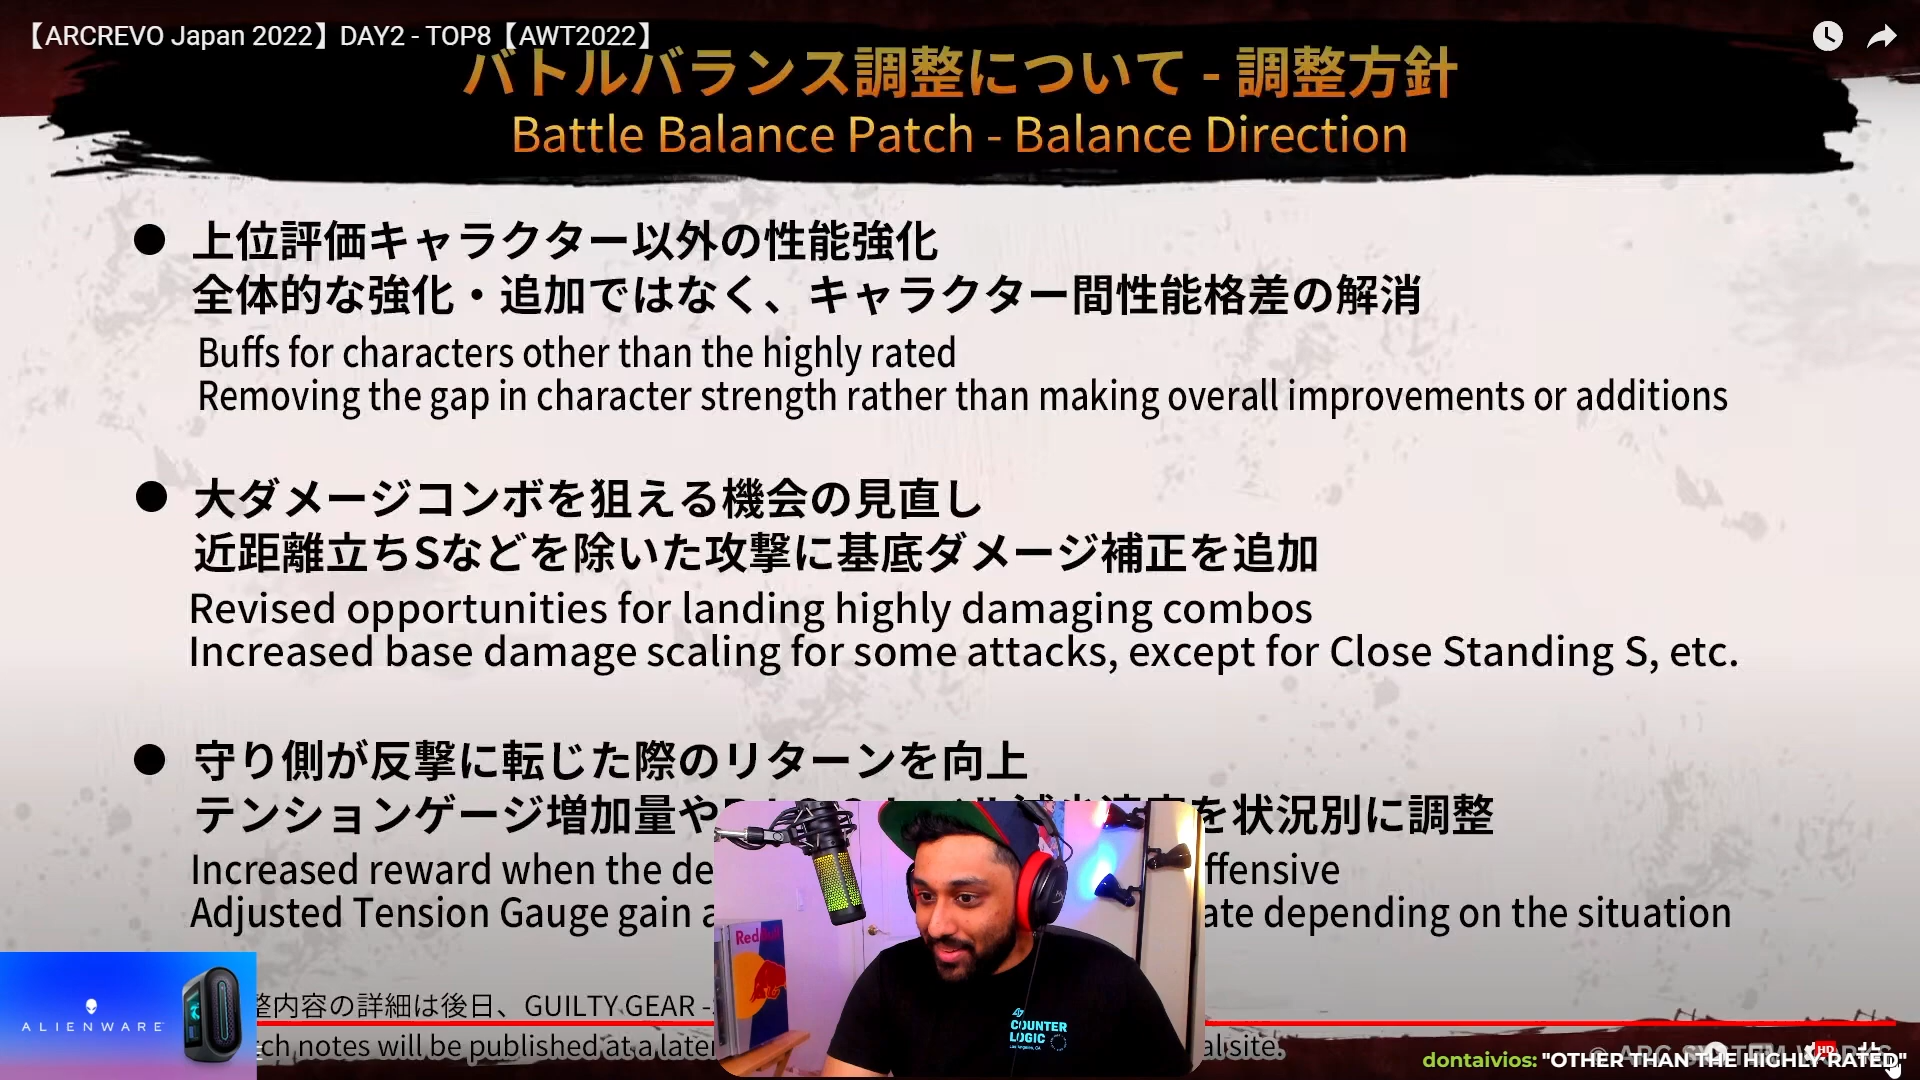 【ARCREVO Japan 2022】DAY2 - TOP8【AWT2022】
バトルバランス調整について - 調整方針
Battle Balance Patch - Balance Direction
● 上位評価キャラクター以外の性能強化
全体的な強化・追加ではなく、キャラクター間性能格差の解消
Buffs for characters other than the highly rated
Removing the gap in character strength rather than making overall improvements or additions
● 大ダメージコンボを狙える機会の見直し
近距離立ちSなどを除いた攻撃に基底ダメージ補正を追加
Revised opportunities for landing highly damaging combos
Increased base damage scaling for some attacks, except for Close Standing S, etc.
● 守り側が反撃に転じた際のリターンを向上
テンションゲージ増加量や を状況別に調整
Increased reward when the de ffensive
Adjusted Tension Gauge gain a ate depending on the situation
整内容の詳細は後日、GUILTY GEAR -
ch notes will be published at a later al site.
ALIENWARE
Red Bull
COUNTER
LOGIC
HD
dontaivios: "OTHER THAN THE HIGHLY RATED"